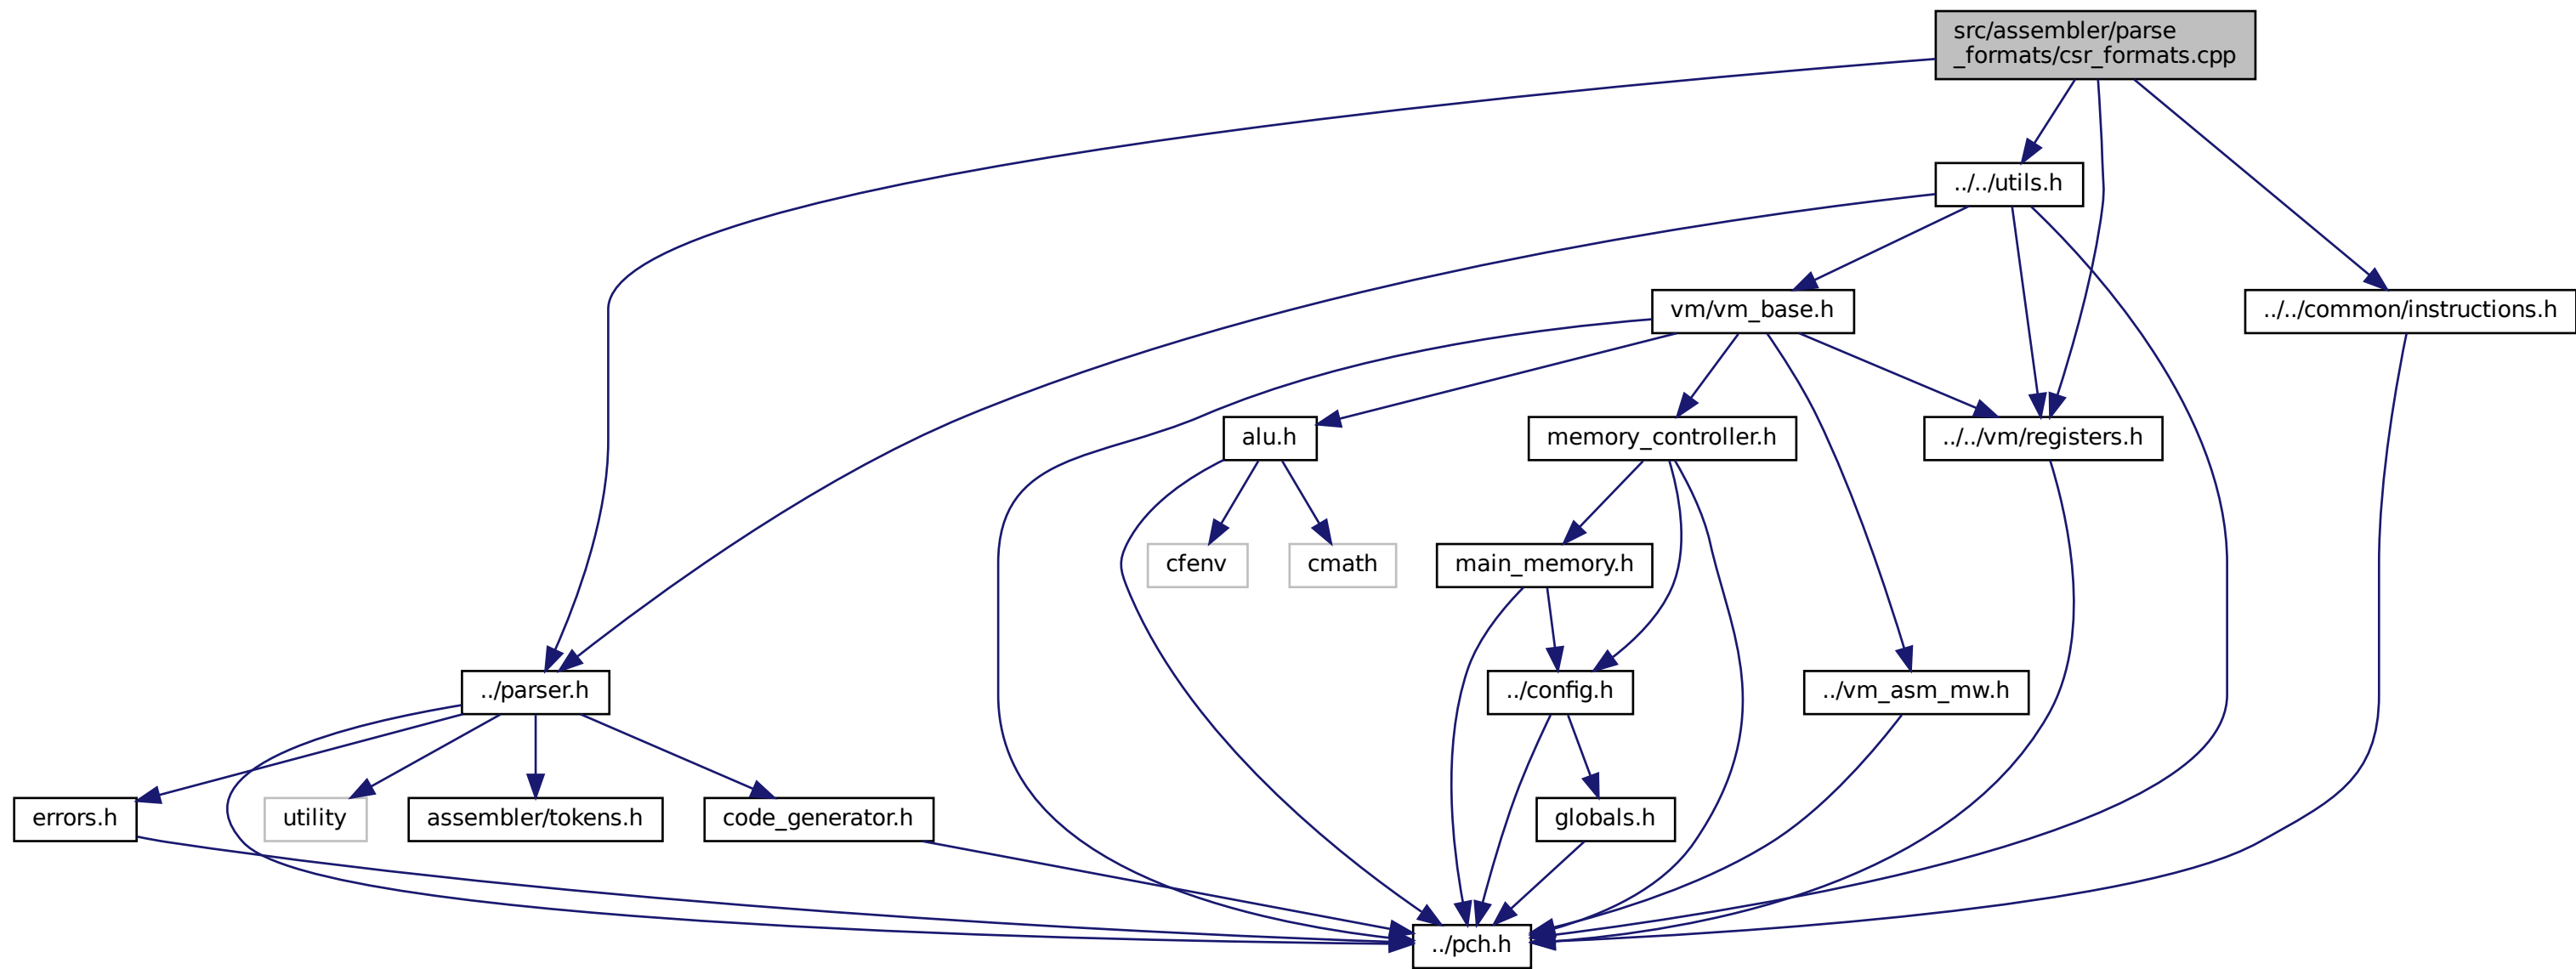 src/assembler/parse
_formats/csr_formats.cpp
../../utils.h
vm/vm_base.h
../../common/instructions.h
alu.h
memory_controller.h
../../vm/registers.h
cfenv
cmath
main_memory.h
../parser.h
../config.h
../vm_asm_mw.h
errors.h
utility
assembler/tokens.h
code_generator.h
globals.h
../pch.h